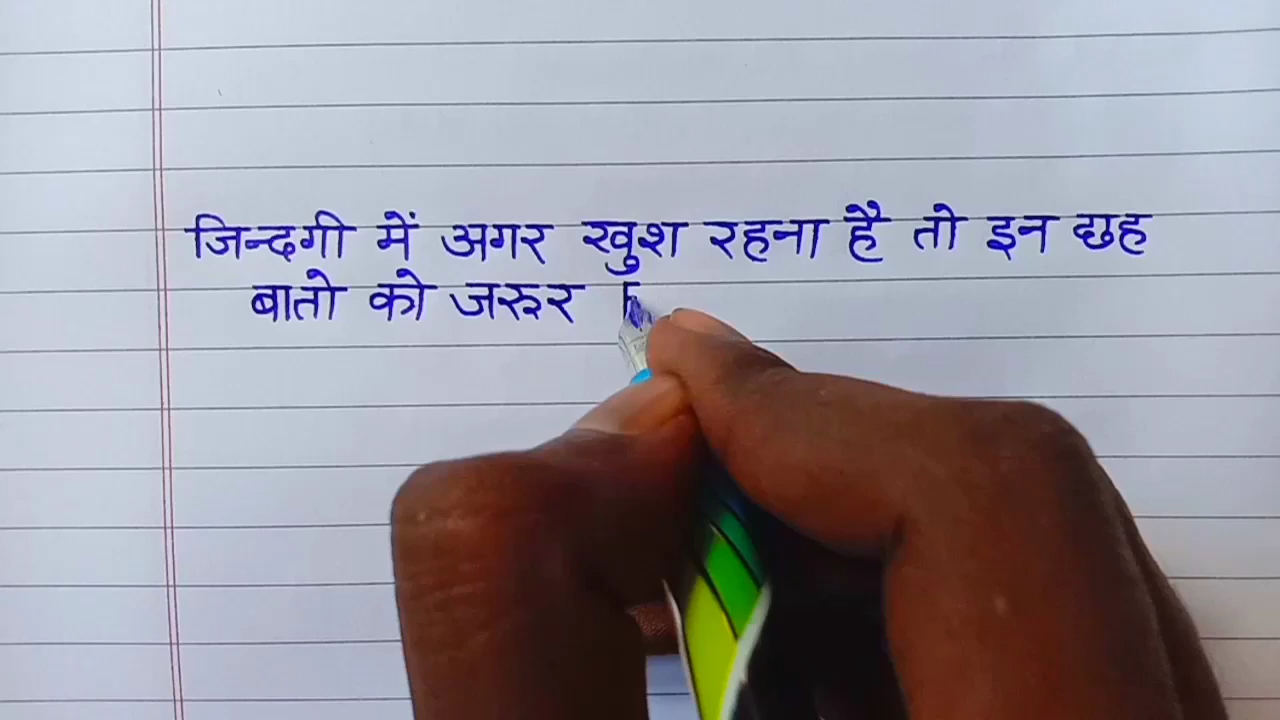 जिन्दगी में अगर खुश रहना है तो इन छह
बातो को जरुर